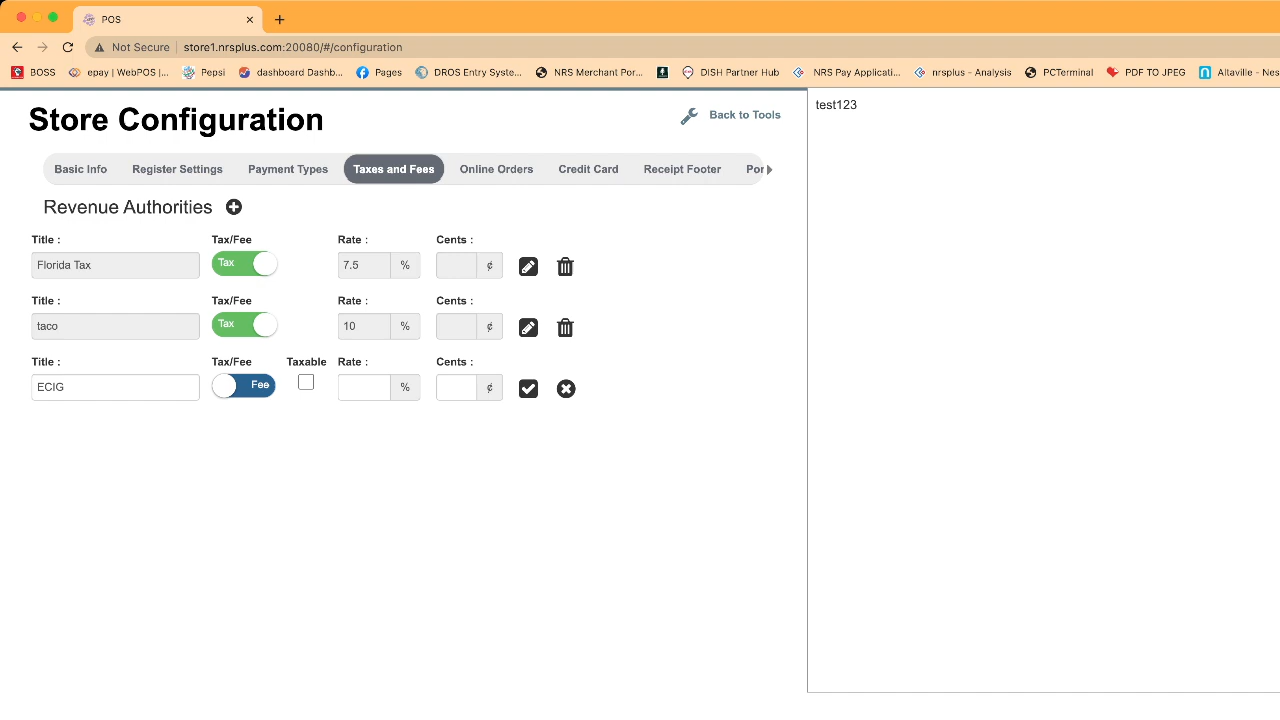 POS
Not Secure store1.nrsplus.com:20080/#/configuration
BOSS epay | WebPOS |... Pepsi dashboard Dashb... Pages DROS Entry Syste... NRS Merchant Por... DISH Partner Hub NRS Pay Applicati... nrsplus - Analysis PCTerminal PDF TO JPEG Altaville - Nes
Store Configuration
Back to Tools
test123
Basic Info Register Settings Payment Types Taxes and Fees Online Orders Credit Card Receipt Footer Por
Revenue Authorities
Title : Tax/Fee Rate : Cents :
Florida Tax Tax 7.5 % ¢
Title : Tax/Fee Rate : Cents :
taco Tax 10 % ¢
Title : Tax/Fee Taxable Rate : Cents :
ECIG Fee % ¢